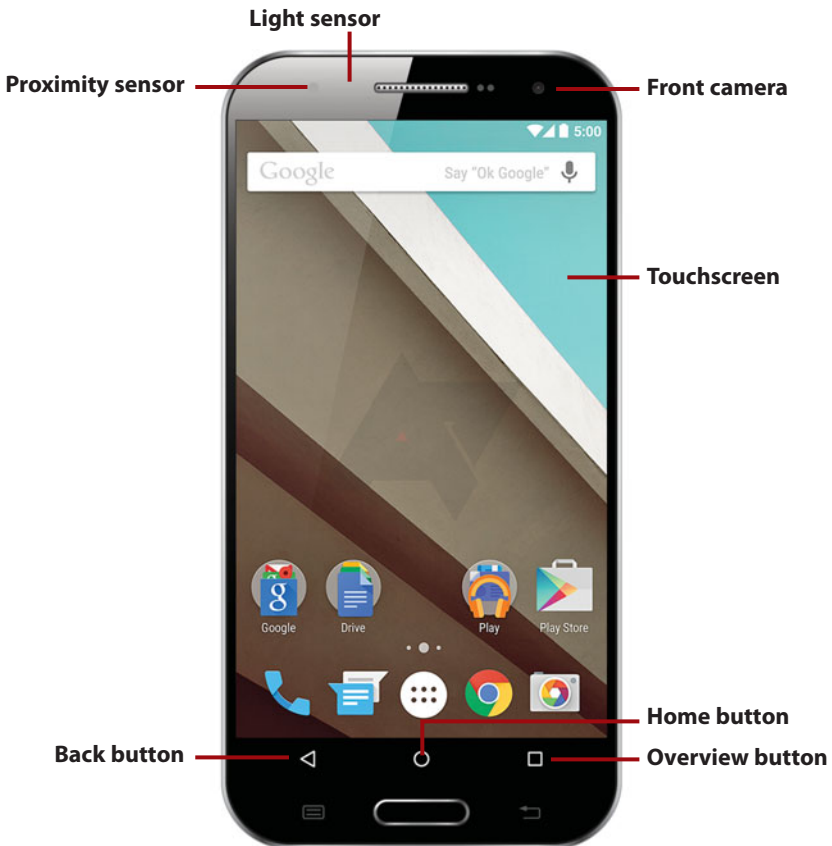 Light sensor
Proximity sensor
Front camera
5:00
Google Say "Ok Google"
Touchscreen
g
Google Drive Play Play Store
Home button
Back button
Overview button